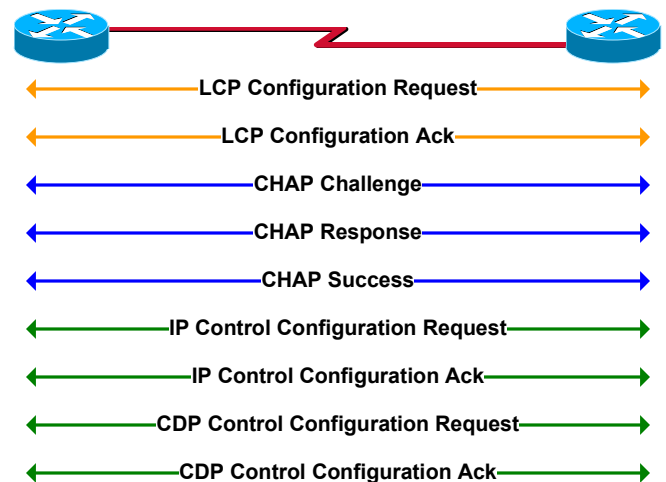 LCP Configuration Request
LCP Configuration Ack
CHAP Challenge
CHAP Response
CHAP Success
IP Control Configuration Request
IP Control Configuration Ack
CDP Control Configuration Request
CDP Control Configuration Ack